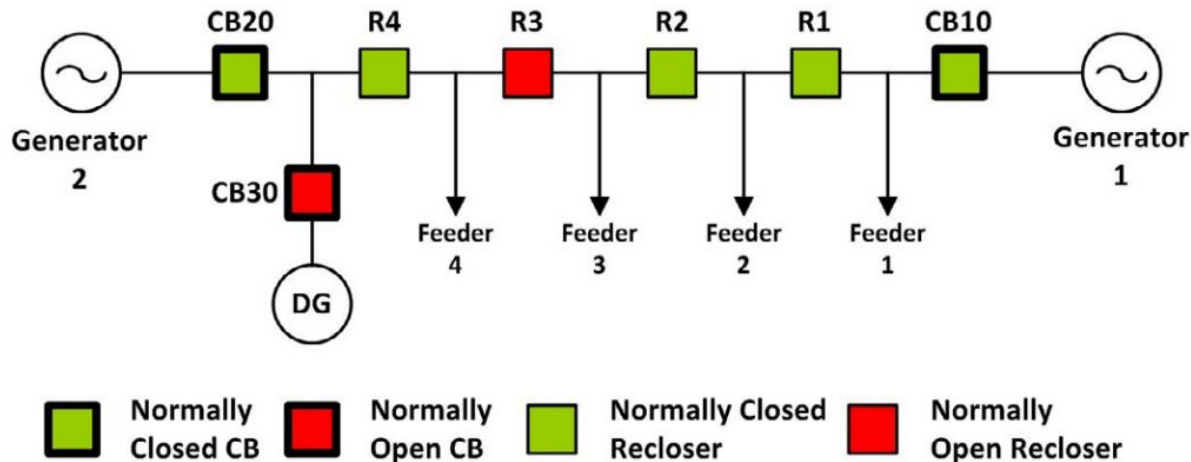 CB20 R4 R3 R2 R1 CB10
Generator
2
Generator
1
CB30
Feeder
4
Feeder
3
Feeder
2
Feeder
1
DG
Normally
Closed CB
Normally
Open CB
Normally Closed
Recloser
Normally
Open Recloser